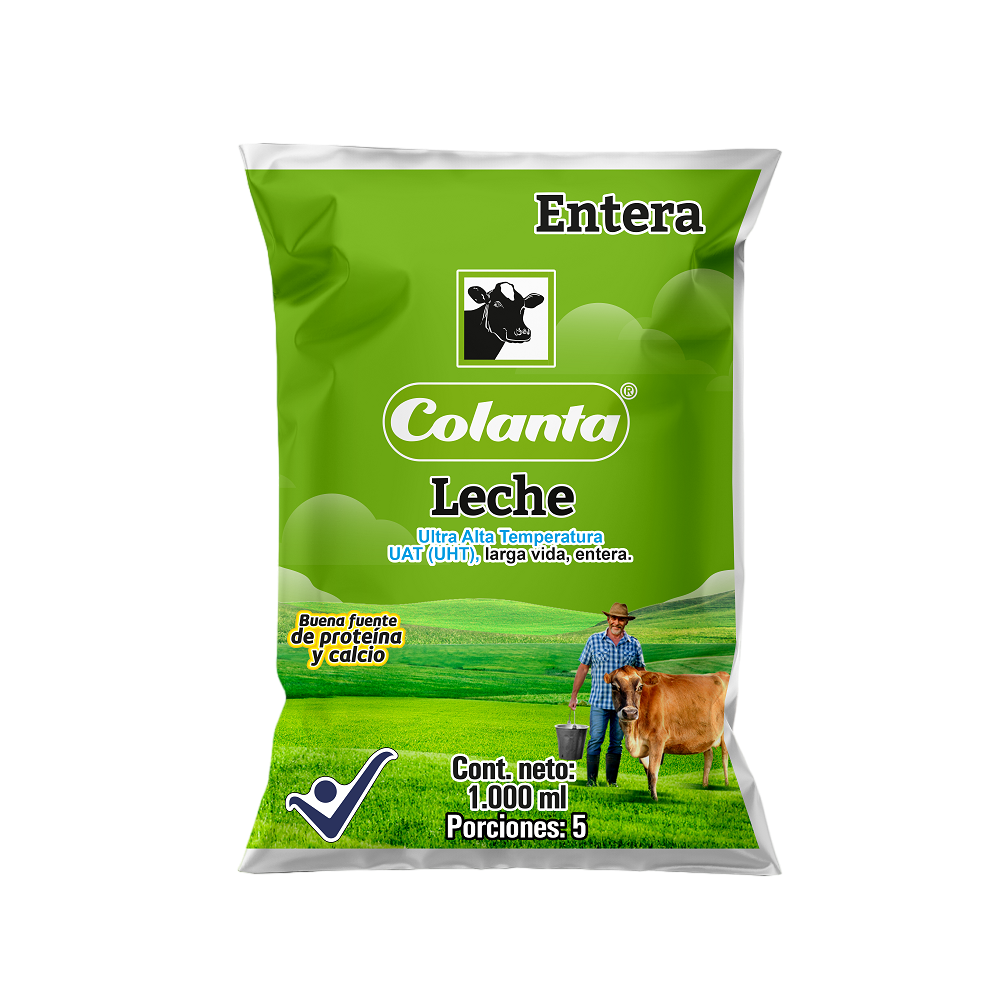 Entera
Colanta®
Leche
Ultra Alta Temperatura
UAT (UHT), larga vida, entera.
Buena fuente
de proteína
y calcio
Cont. neto:
1.000 ml
Porciones: 5